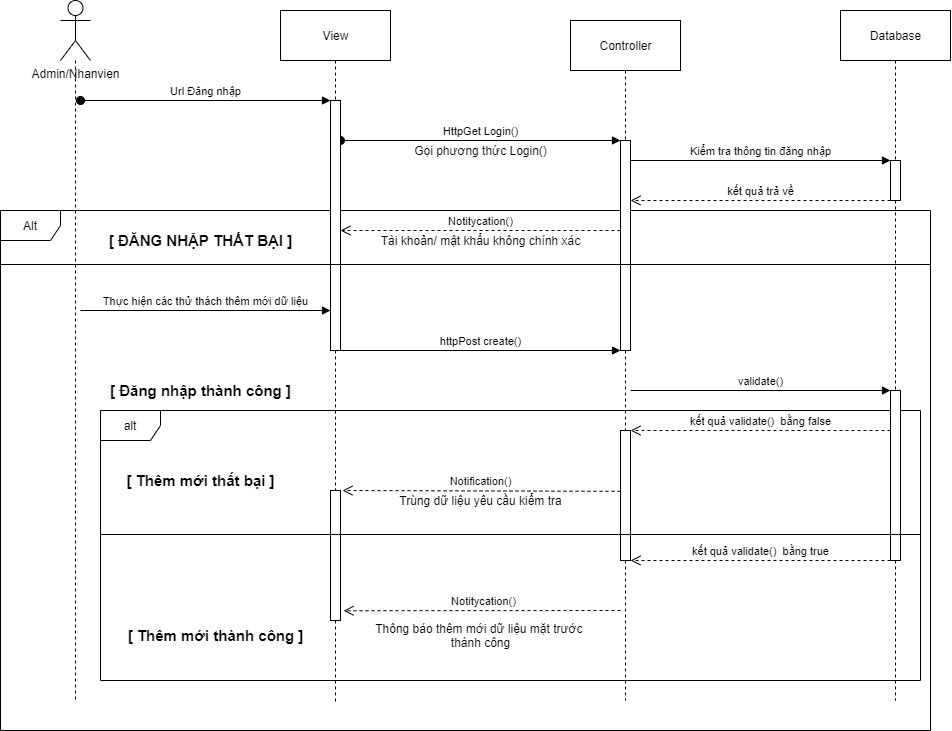 View
Controller
Database
Admin/Nhanvien
Url Đăng nhập
HttpGet Login()
Gọi phương thức Login()
Kiểm tra thông tin đăng nhập
kết quả trả về
Alt
[ ĐĂNG NHẬP THẤT BẠI ]
Notitycation()
Tài khoản/ mật khẩu không chính xác
Thực hiện các thử thách thêm mới dữ liệu
httpPost create()
validate()
[ Đăng nhập thành công ]
alt
kết quả validate() bằng false
[ Thêm mới thất bại ]
Notification()
Trùng dữ liệu yêu cầu kiểm tra
kết quả validate() bằng true
Notitycation()
Thông báo thêm mới dữ liệu mặt trước
thành công
[ Thêm mới thành công ]